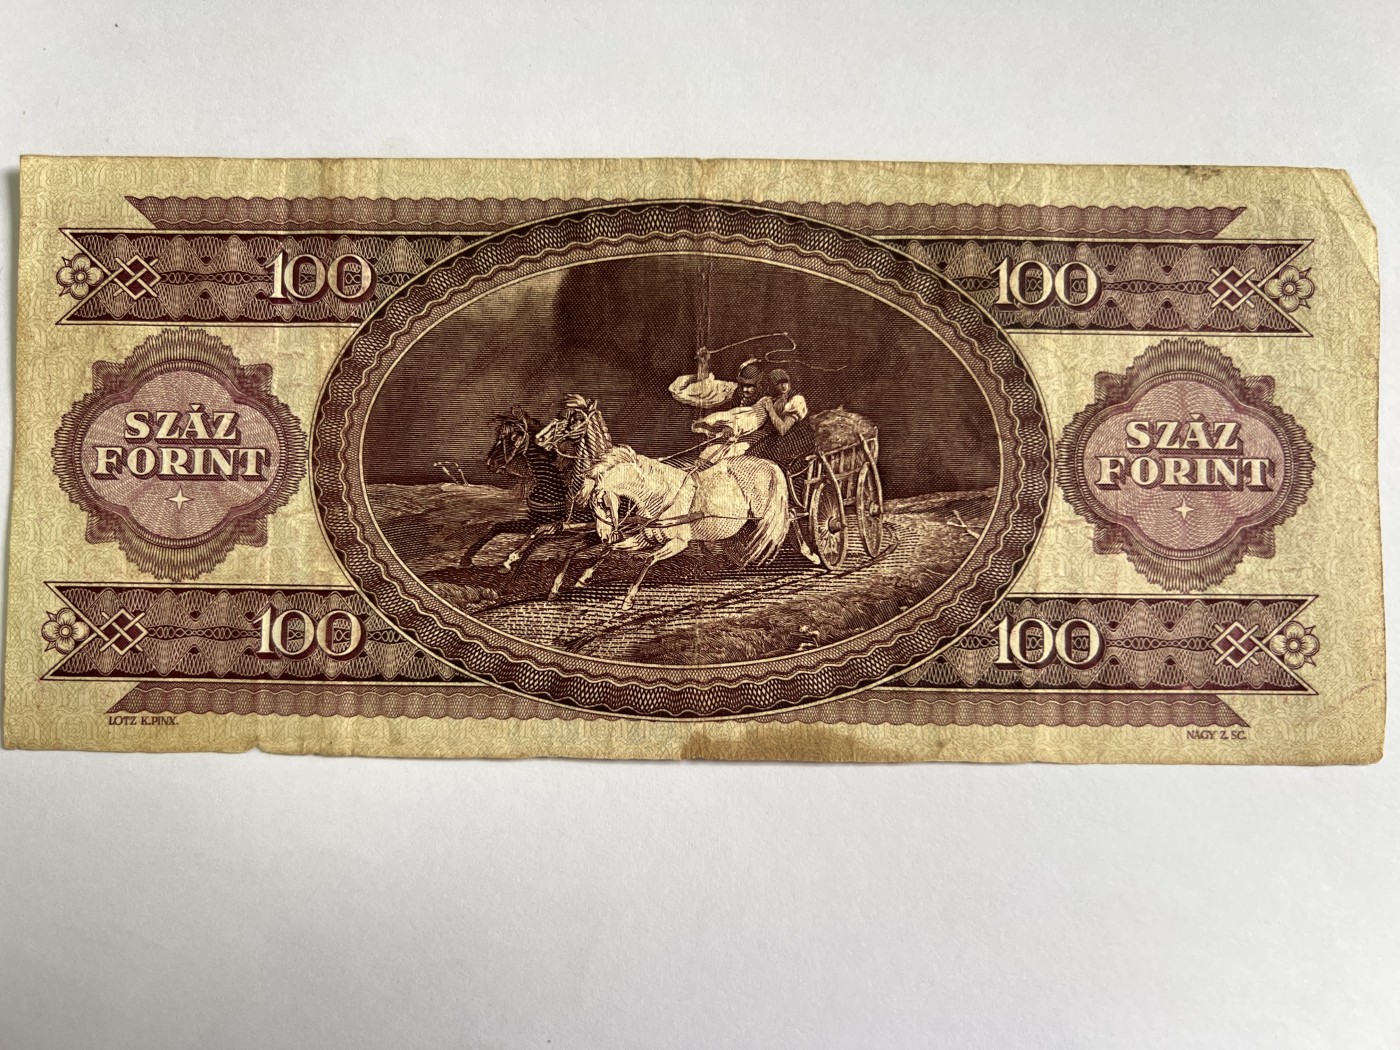 100
100
SZÁZ
FORINT
SZÁZ
FORINT
100
100
LOTZ K.PINX.
NAGY Z. SC.